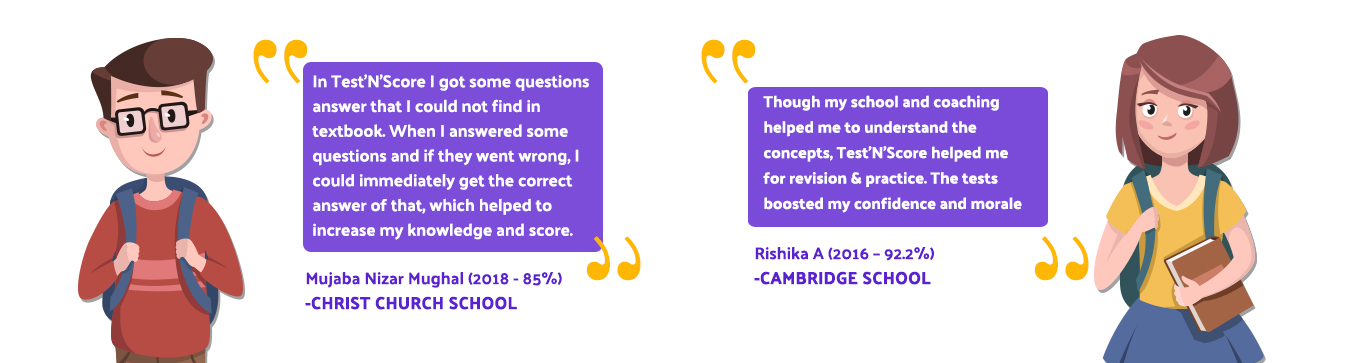 In Test’N’Score I got some questions
answer that I could not find in
textbook. When I answered some
questions and if they went wrong, I
could immediately get the correct
answer of that, which helped to
increase my knowledge and score.
Mujaba Nizar Mughal (2018 - 85%)
-CHRIST CHURCH SCHOOL
Though my school and coaching
helped me to understand the
concepts, Test’N’Score helped me
for revision & practice. The tests
boosted my confidence and morale
Rishika A (2016 – 92.2%)
-CAMBRIDGE SCHOOL